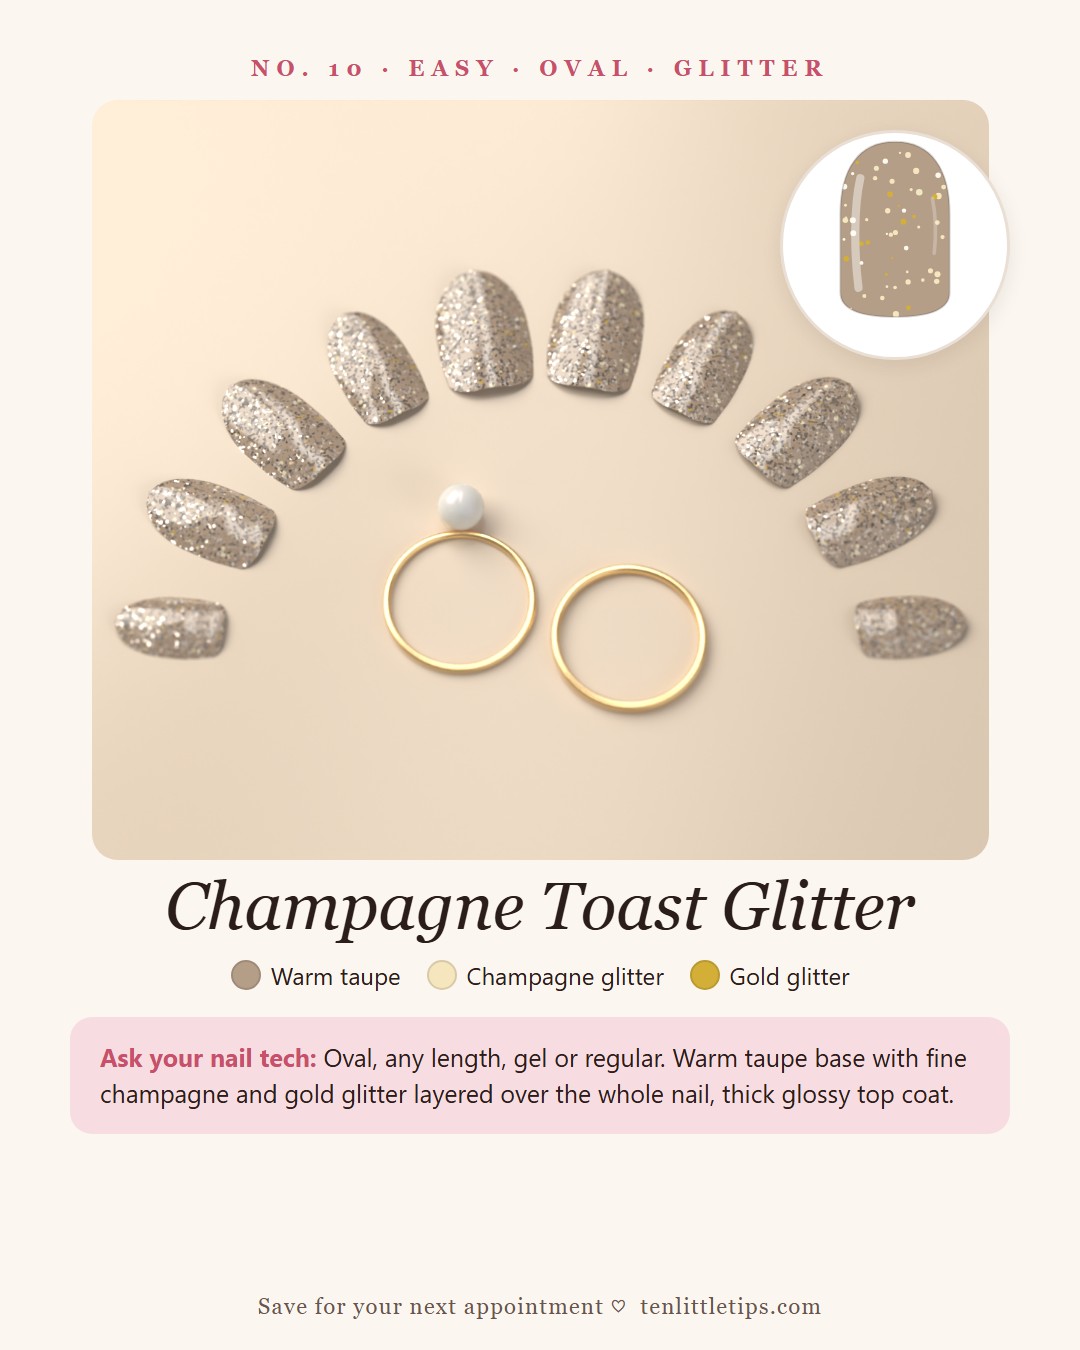 NO. 10 · EASY · OVAL · GLITTER
Champagne Toast Glitter
Warm taupe Champagne glitter Gold glitter
Ask your nail tech: Oval, any length, gel or regular. Warm taupe base with fine
champagne and gold glitter layered over the whole nail, thick glossy top coat.
Save for your next appointment ♡ tenlittletips.com